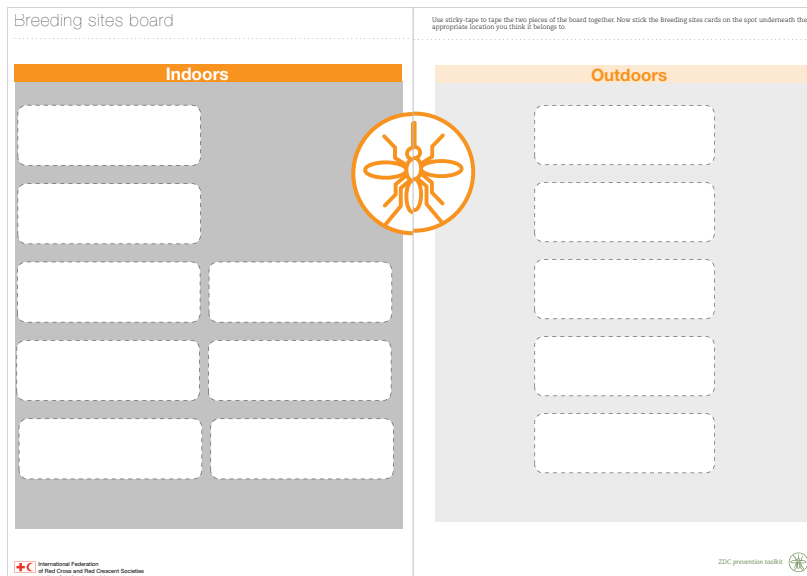 Breeding sites board
Use sticky-tape to tape the two pieces of the board together. Now stick the Breeding sites cards on the spot underneath the
appropriate location you think it belongs to.
Indoors
Outdoors
International Federation
of Red Cross and Red Crescent Societies
ZDC prevention toolkit